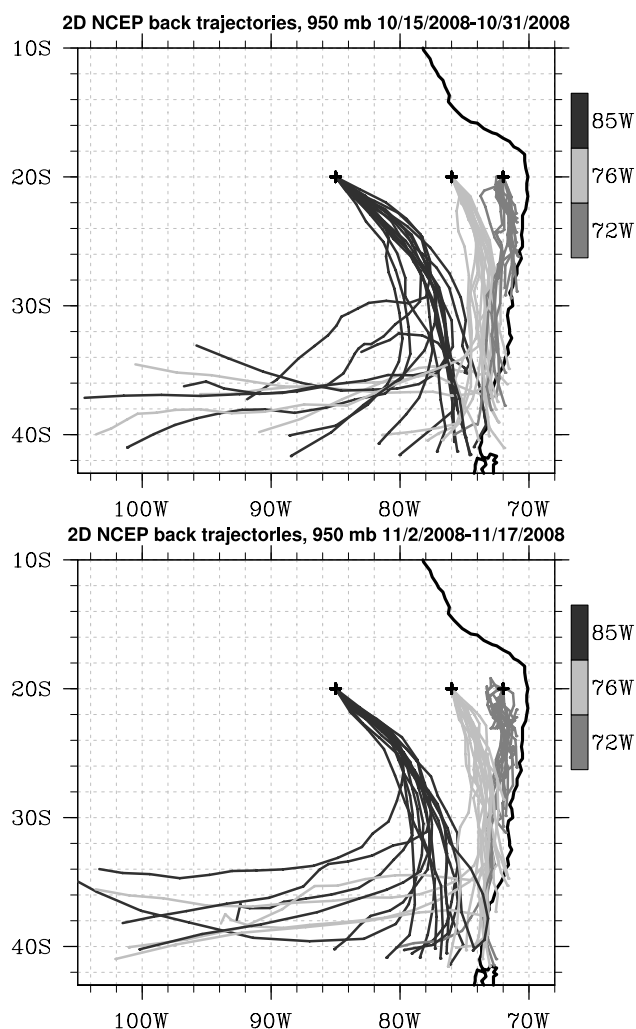 2D NCEP back trajectories, 950 mb 10/15/2008-10/31/2008
10S
85W
20S
76W
72W
30S
40S
100W 90W 80W 70W
2D NCEP back trajectories, 950 mb 11/2/2008-11/17/2008
10S
85W
20S
76W
72W
30S
40S
100W 90W 80W 70W